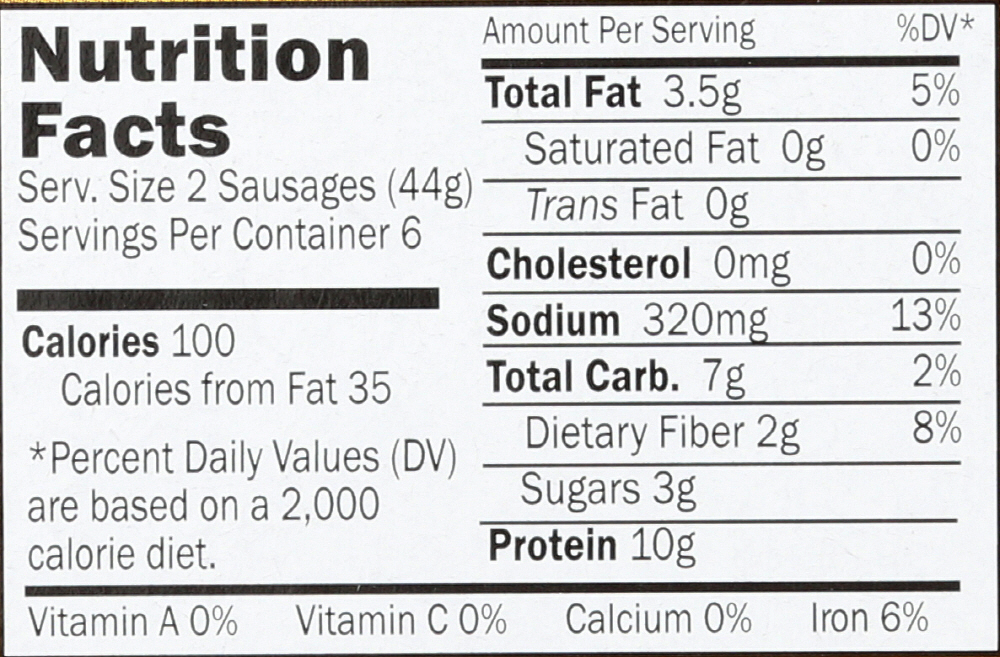 Nutrition
Facts
Serv. Size 2 Sausages (44g)
Servings Per Container 6
Calories 100
Calories from Fat 35
*Percent Daily Values (DV)
are based on a 2,000
calorie diet.
Amount Per Serving %DV*
Total Fat 3.5g 5%
Saturated Fat 0g 0%
Trans Fat 0g
Cholesterol 0mg 0%
Sodium 320mg 13%
Total Carb. 7g 2%
Dietary Fiber 2g 8%
Sugars 3g
Protein 10g
Vitamin A 0% Vitamin C 0% Calcium 0% Iron 6%